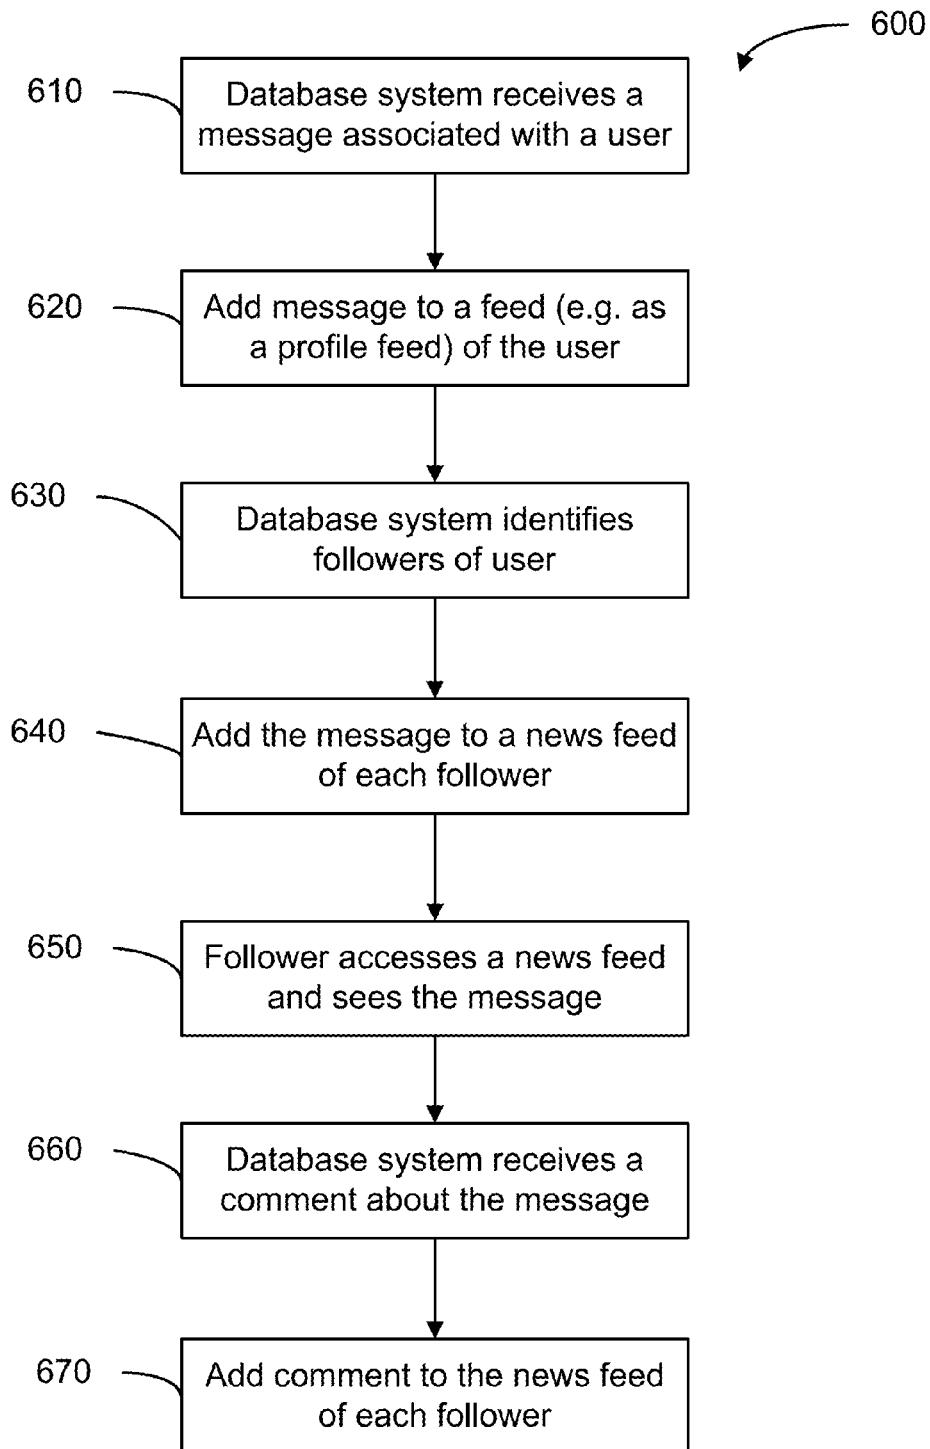 600
610
Database system receives a
message associated with a user
620
Add message to a feed (e.g. as
a profile feed) of the user
630
Database system identifies
followers of user
640
Add the message to a news feed
of each follower
650
Follower accesses a news feed
and sees the message
660
Database system receives a
comment about the message
670
Add comment to the news feed
of each follower